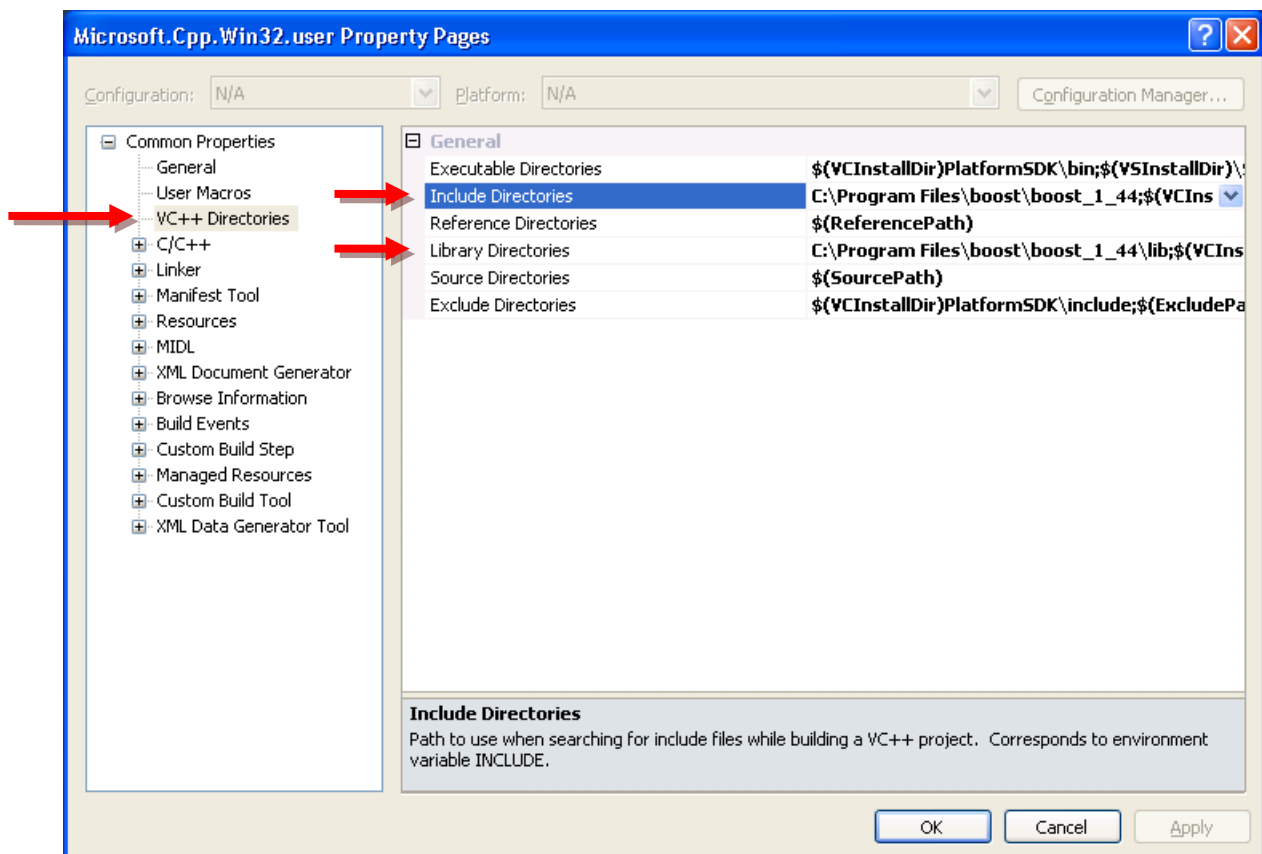 Microsoft.Cpp.Win32.user Property Pages
Configuration: N/A Platform: N/A Configuration Manager...
Common Properties
General
User Macros
VC++ Directories
C/C++
Linker
Manifest Tool
Resources
MIDL
XML Document Generator
Browse Information
Build Events
Custom Build Step
Managed Resources
Custom Build Tool
XML Data Generator Tool
General
Executable Directories $(VCInstallDir)PlatformSDK\bin;$(VSInstallDir)\
Include Directories C:\Program Files\boost\boost_1_44;$(VCIns
Reference Directories $(ReferencePath)
Library Directories C:\Program Files\boost\boost_1_44\lib;$(VCIns
Source Directories $(SourcePath)
Exclude Directories $(VCInstallDir)PlatformSDK\include;$(ExcludePa
Include Directories
Path to use when searching for include files while building a VC++ project. Corresponds to environment
variable INCLUDE.
OK Cancel Apply